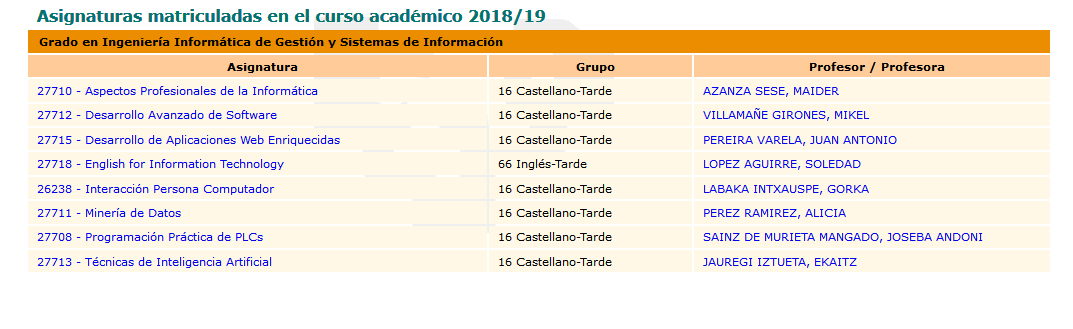 Asignaturas matriculadas en el curso académico 2018/19
Grado en Ingeniería Informática de Gestión y Sistemas de Información
Asignatura Grupo Profesor / Profesora
27710 - Aspectos Profesionales de la Informática 16 Castellano-Tarde AZANZA SESE, MAIDER
27712 - Desarrollo Avanzado de Software 16 Castellano-Tarde VILLAMAÑE GIRONES, MIKEL
27715 - Desarrollo de Aplicaciones Web Enriquecidas 16 Castellano-Tarde PEREIRA VARELA, JUAN ANTONIO
27718 - English for Information Technology 66 Inglés-Tarde LOPEZ AGUIRRE, SOLEDAD
26238 - Interacción Persona Computador 16 Castellano-Tarde LABAKA INTXAUSPE, GORKA
27711 - Minería de Datos 16 Castellano-Tarde PEREZ RAMIREZ, ALICIA
27708 - Programación Práctica de PLCs 16 Castellano-Tarde SAINZ DE MURIETA MANGADO, JOSEBA ANDONI
27713 - Técnicas de Inteligencia Artificial 16 Castellano-Tarde JAUREGI IZTUETA, EKAITZ